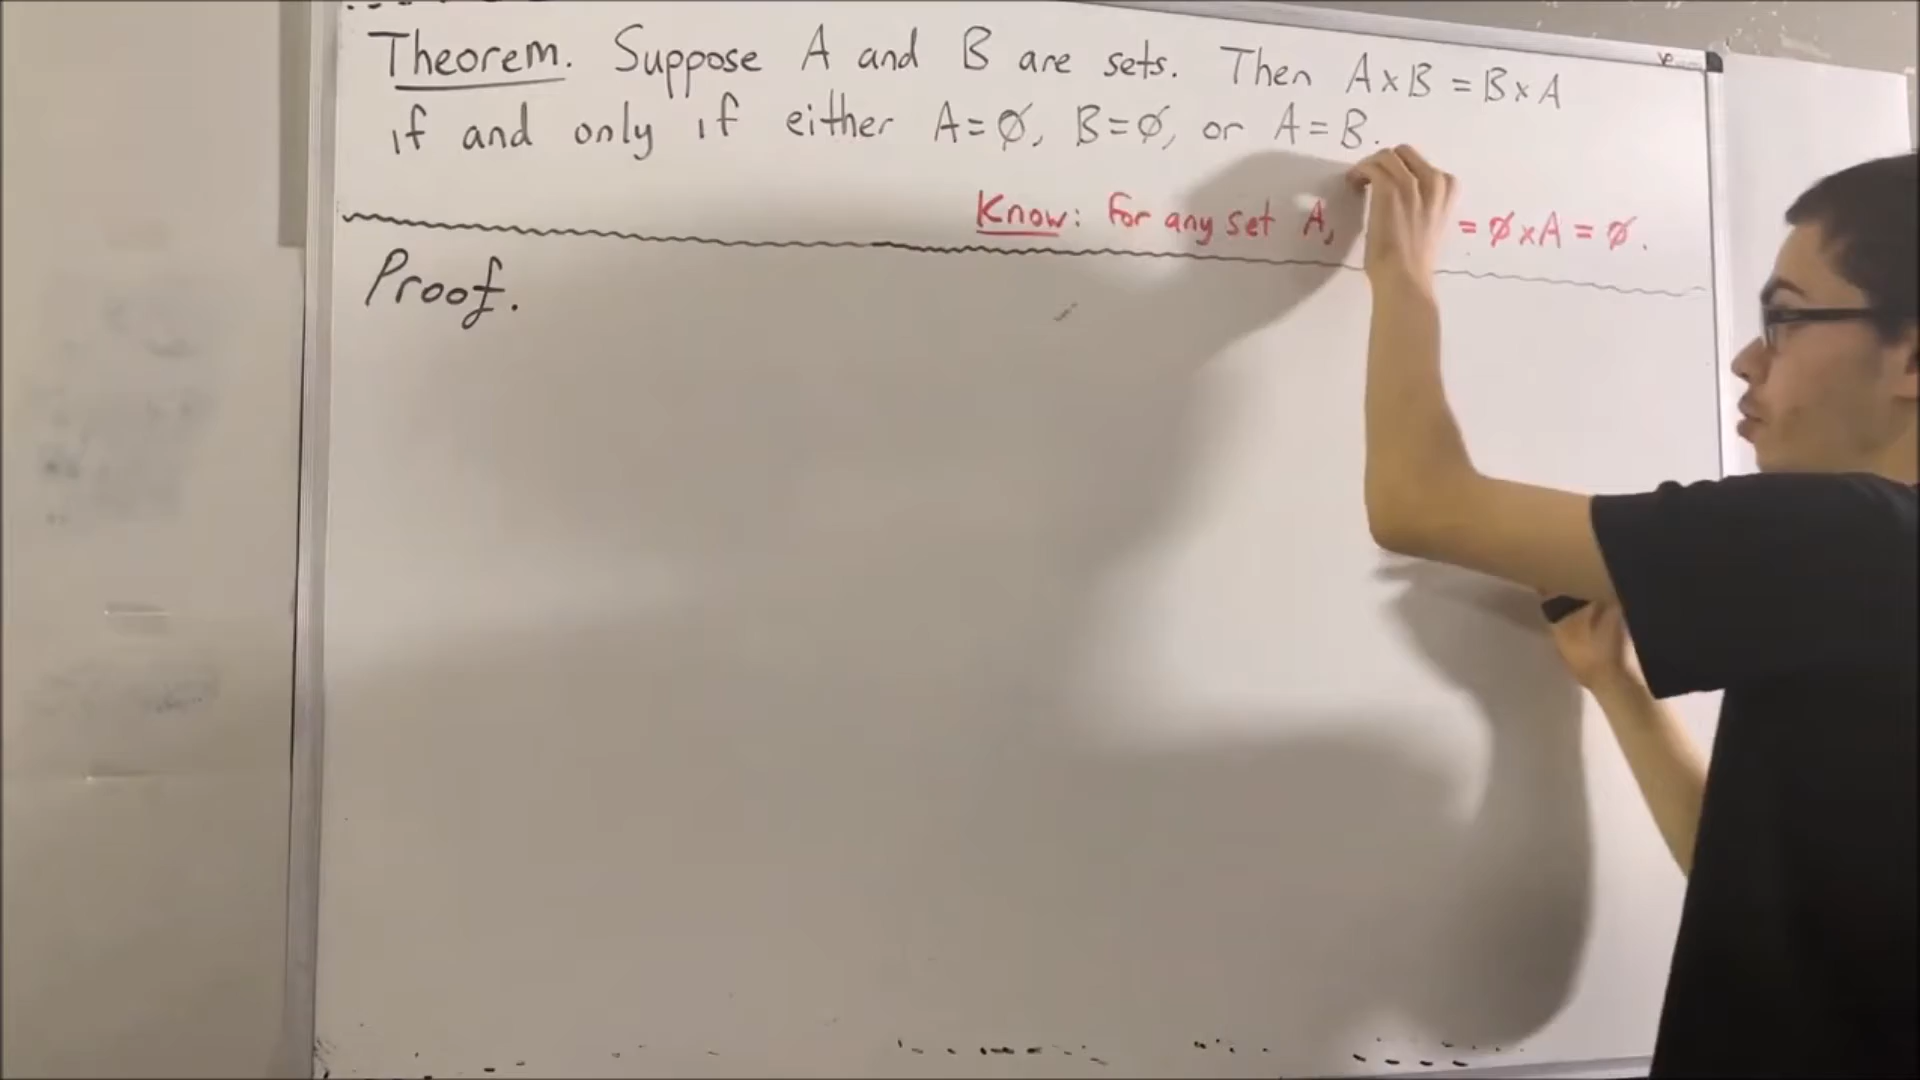 Theorem. Suppose A and B are sets. Then A×B = B×A
if and only if either A=∅, B=∅, or A=B.
Know: For any set A, = ∅×A = ∅.
Proof.